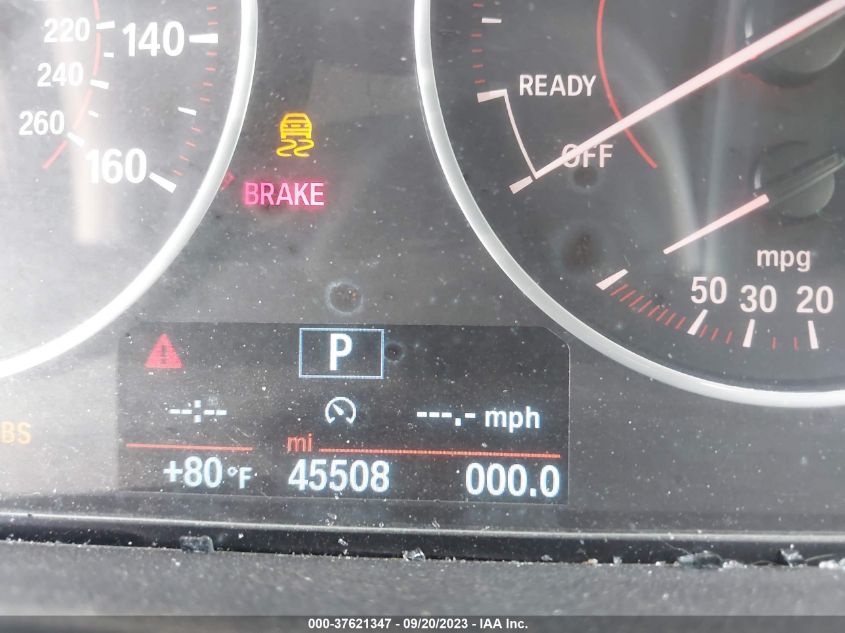 220
240
260
140
160
BRAKE
READY
OFF
mpg
50 30 20
P
--:-- ---.- mph
mi
+80 °F 45508 000.0
BS
000-37621347 - 09/20/2023 - IAA Inc.